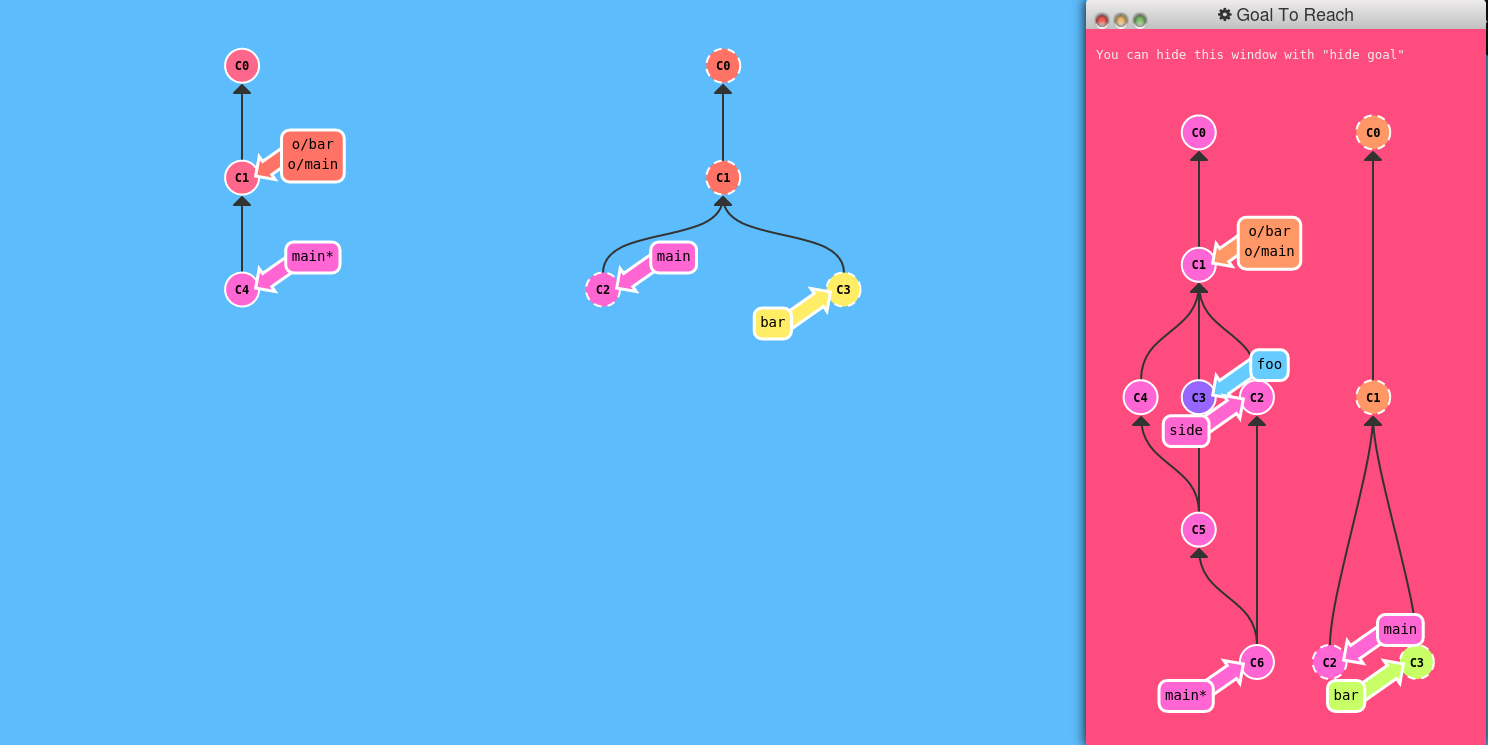 C0
o/bar
o/main
C1
main*
C4
C0
C1
main
C2
C3
bar
Goal To Reach
You can hide this window with "hide goal"
C0
C0
o/bar
o/main
C1
foo
C4
C3
C2
C1
side
C5
main
C6
C2
C3
main*
bar